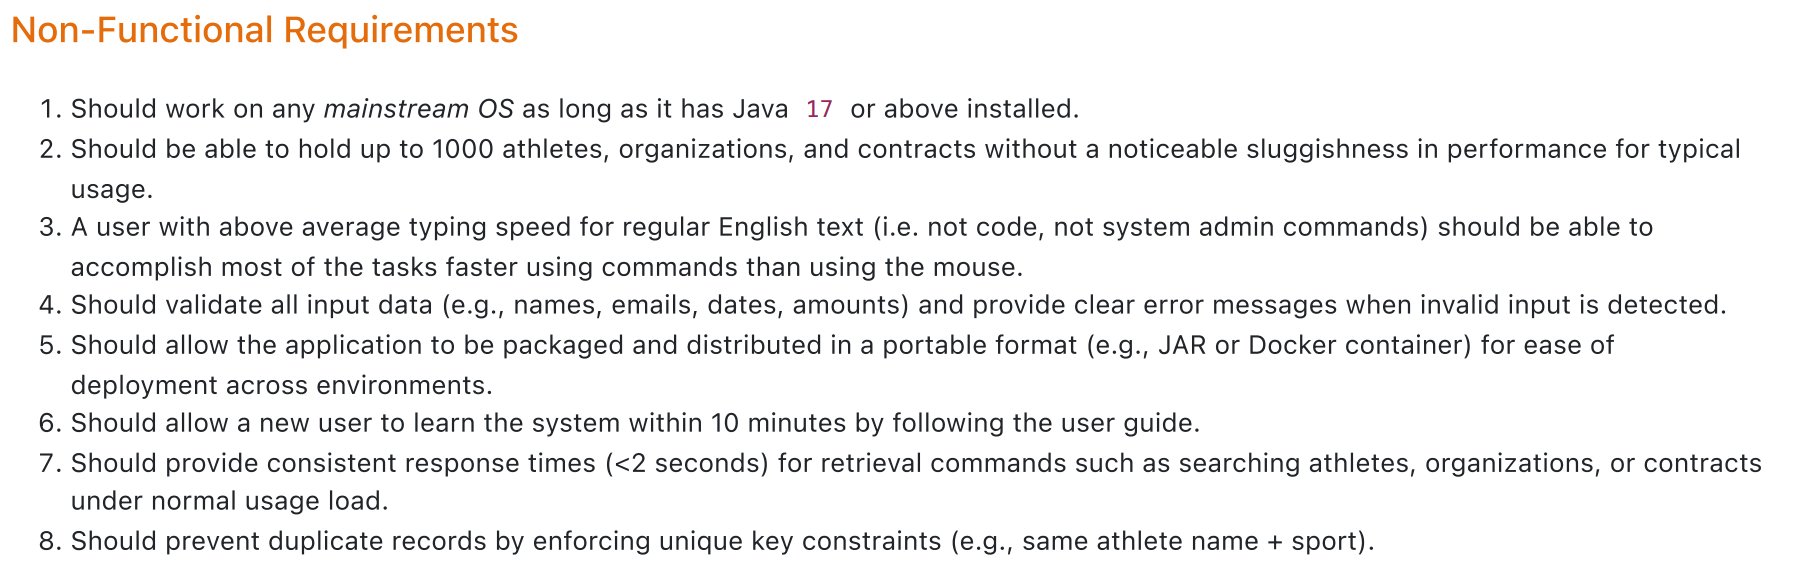 Non-Functional Requirements
1. Should work on any mainstream OS as long as it has Java 17 or above installed.
2. Should be able to hold up to 1000 athletes, organizations, and contracts without a noticeable sluggishness in performance for typical
usage.
3. A user with above average typing speed for regular English text (i.e. not code, not system admin commands) should be able to
accomplish most of the tasks faster using commands than using the mouse.
4. Should validate all input data (e.g., names, emails, dates, amounts) and provide clear error messages when invalid input is detected.
5. Should allow the application to be packaged and distributed in a portable format (e.g., JAR or Docker container) for ease of
deployment across environments.
6. Should allow a new user to learn the system within 10 minutes by following the user guide.
7. Should provide consistent response times (<2 seconds) for retrieval commands such as searching athletes, organizations, or contracts
under normal usage load.
8. Should prevent duplicate records by enforcing unique key constraints (e.g., same athlete name + sport).